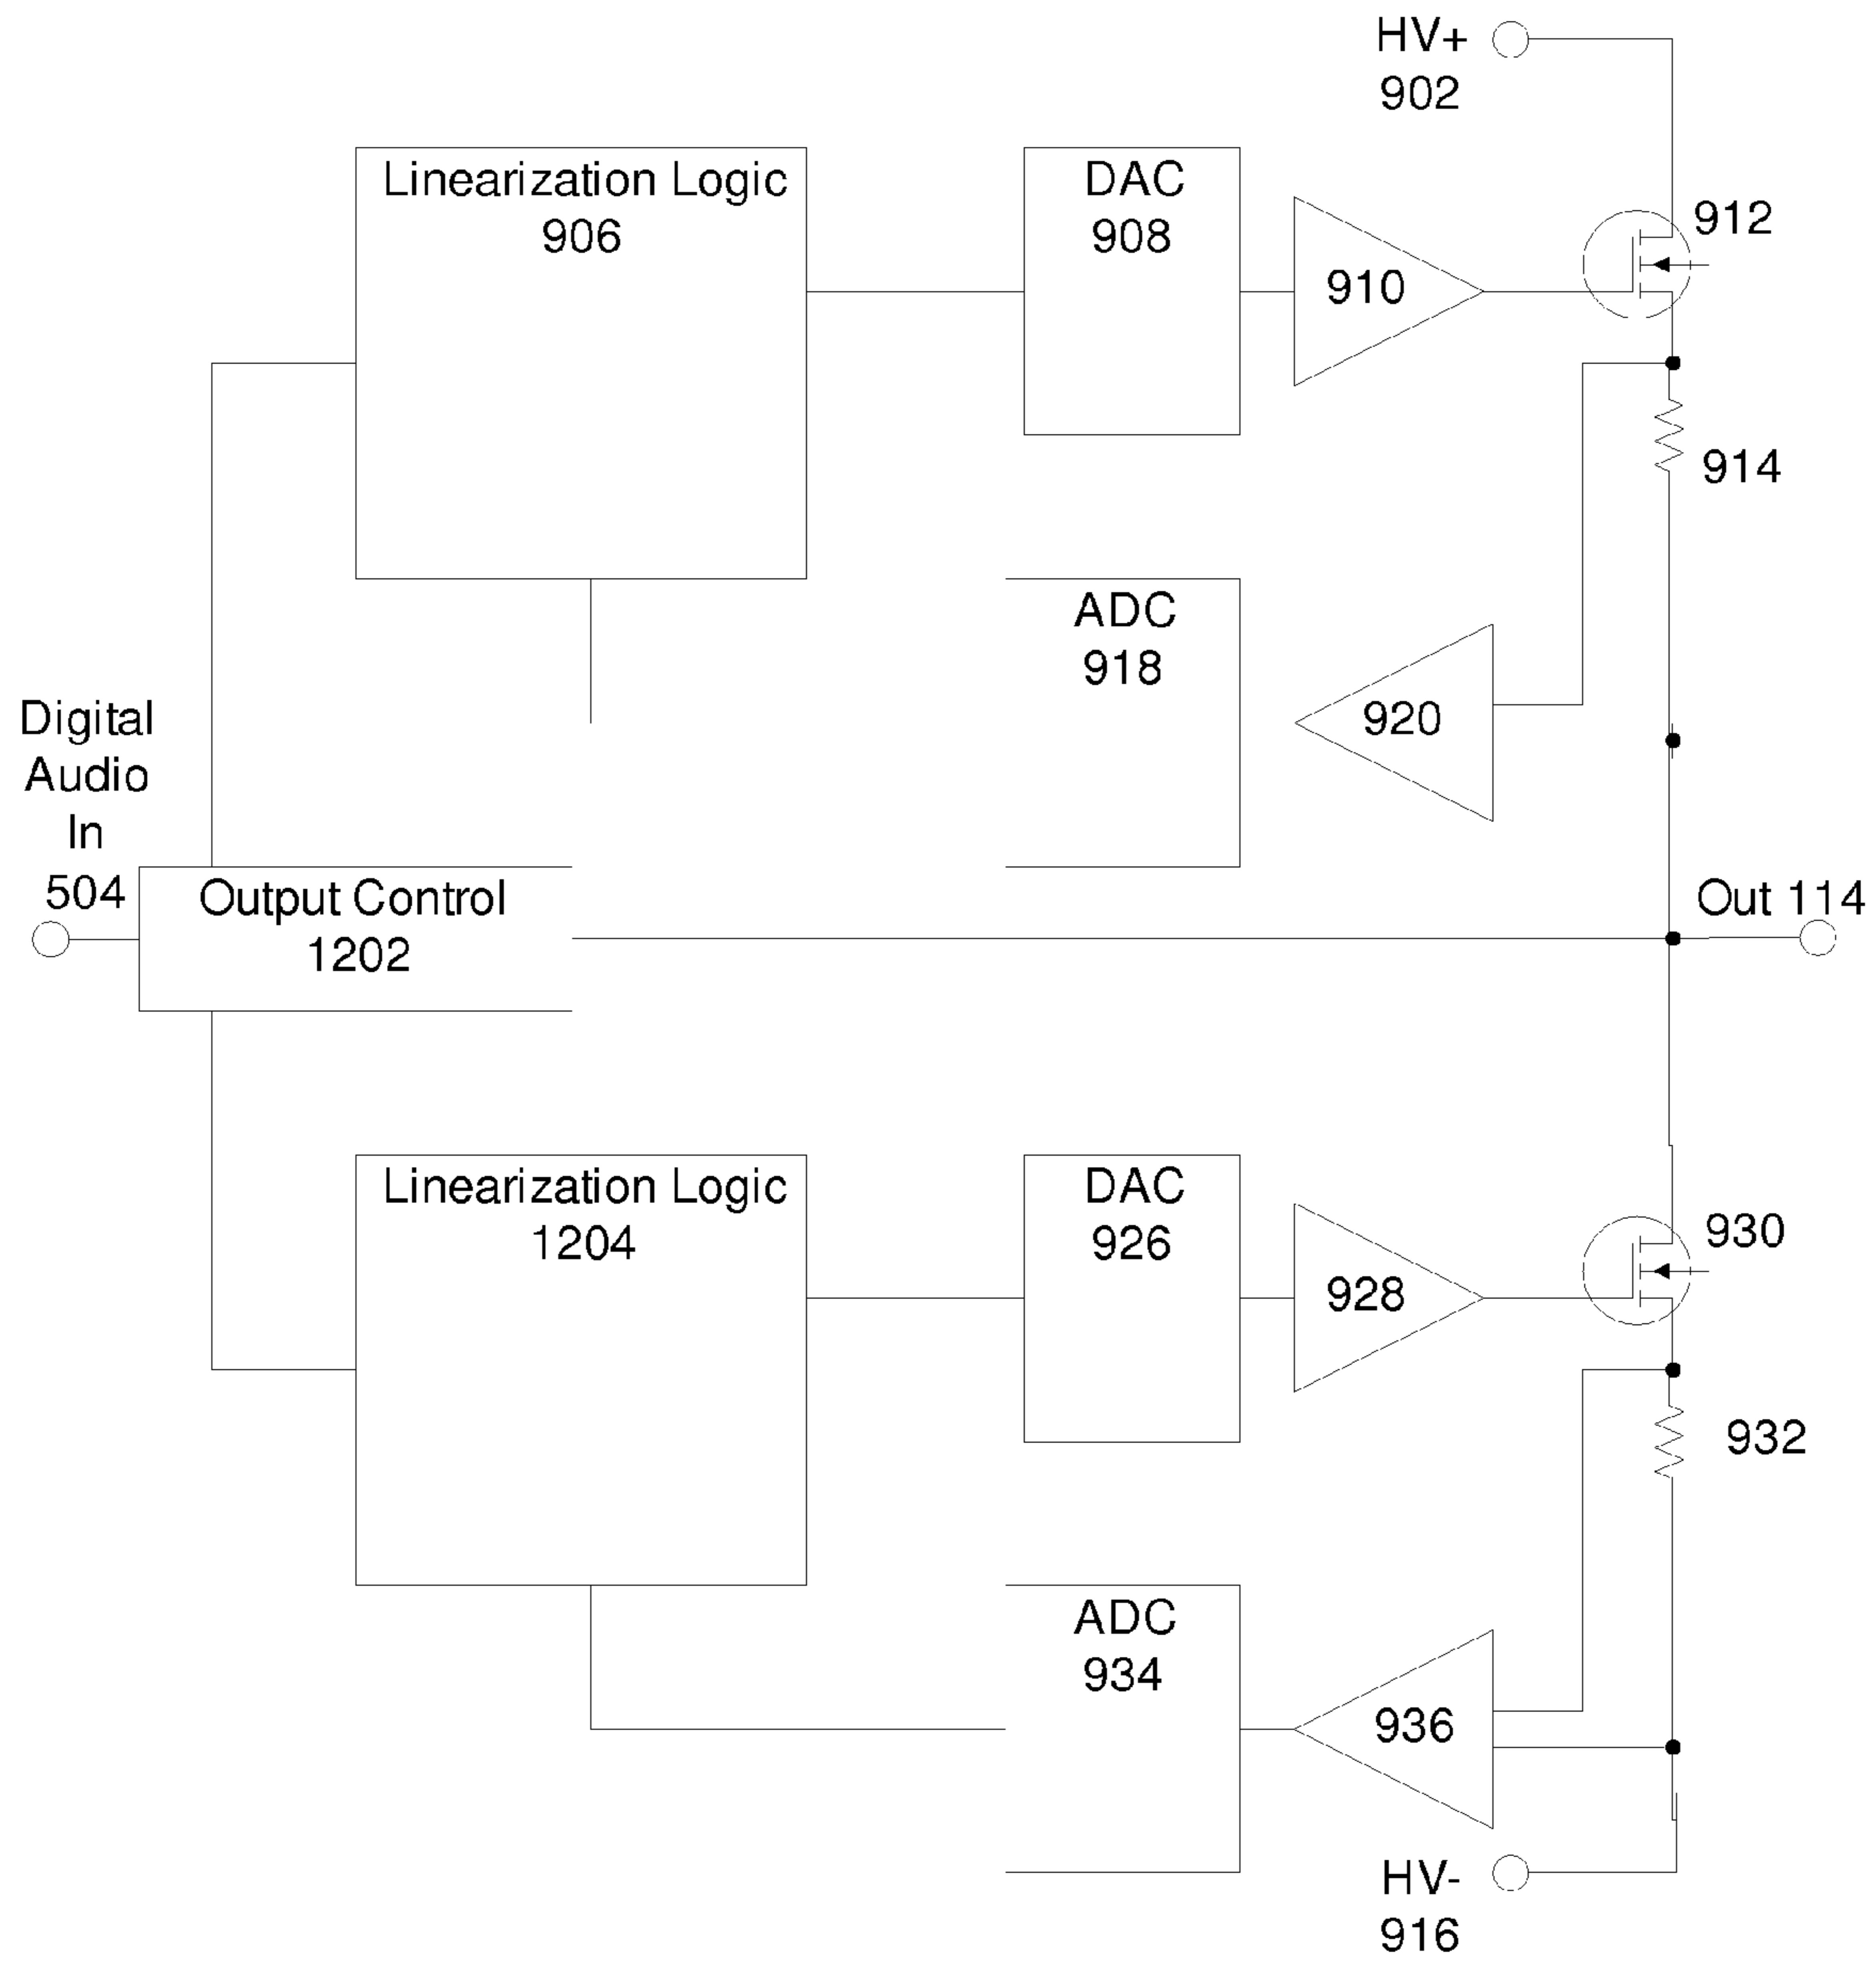 HV+
902
Linearization Logic
906
DAC
908
910
912
914
ADC
918
920
Digital
Audio
In
504
Output Control
1202
Out 114
Linearization Logic
1204
DAC
926
928
930
932
ADC
934
936
HV-
916